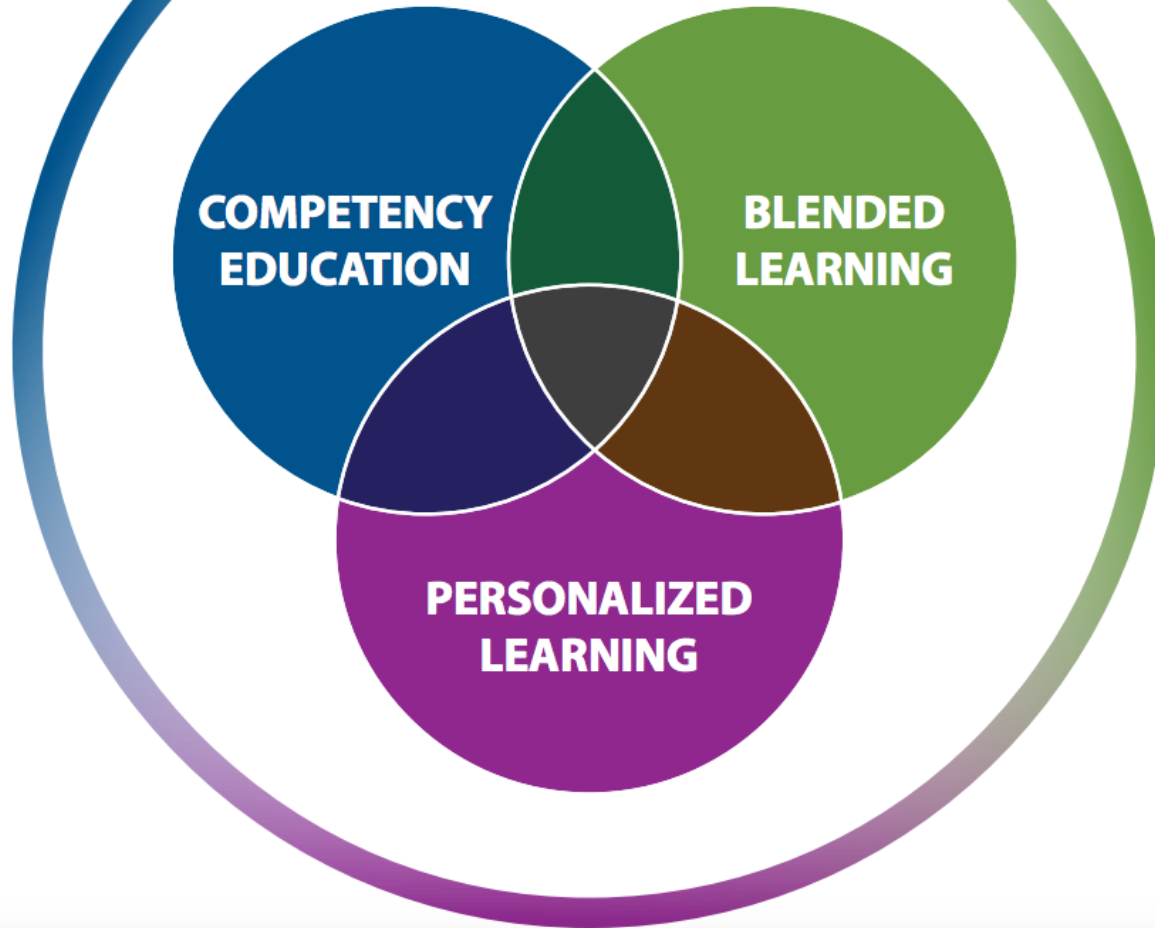 COMPETENCY
EDUCATION
BLENDED
LEARNING
PERSONALIZED
LEARNING